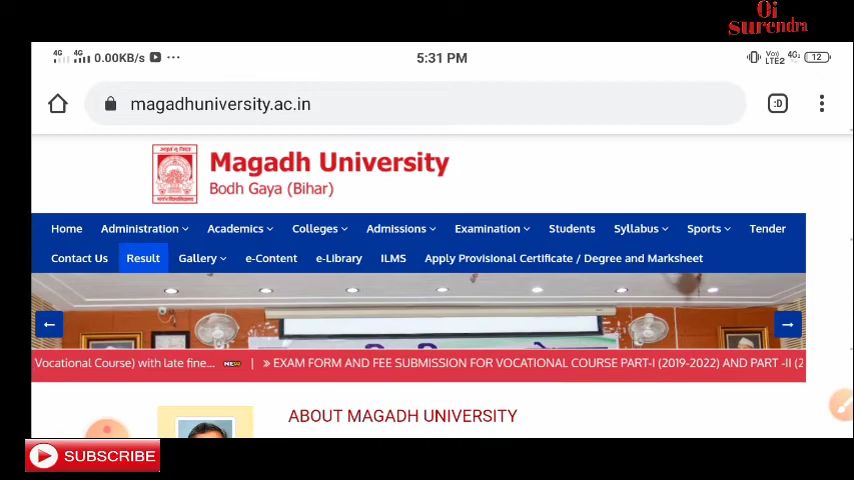 Oi
surendra
4G 4G 0.00KB/s ···
5:31 PM
Vo) LTE2 4G 12
magadhuniversity.ac.in
:D
Magadh University
Bodh Gaya (Bihar)
Home Administration Academics Colleges Admissions Examination Students Syllabus Sports Tender
Contact Us Result Gallery e-Content e-Library ILMS Apply Provisional Certificate / Degree and Marksheet
Vocational Course) with late fine... NEW | » EXAM FORM AND FEE SUBMISSION FOR VOCATIONAL COURSE PART-I (2019-2022) AND PART -II (2
ABOUT MAGADH UNIVERSITY
SUBSCRIBE